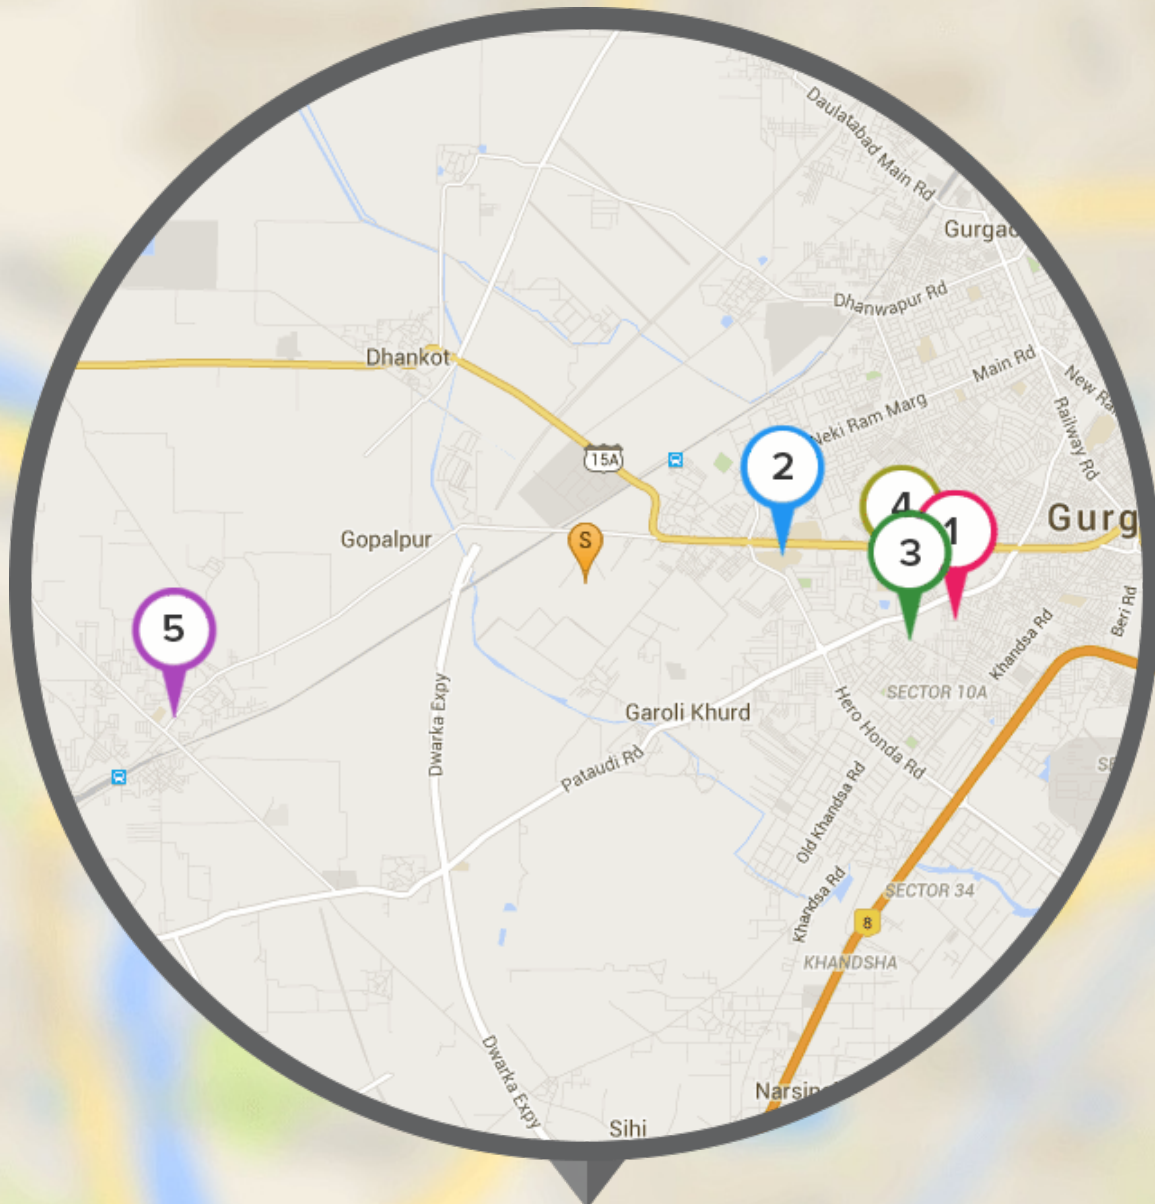 Daulatabad Main Rd
Gurgao
Dhanwapur Rd
Dhankot
Main Rd
New Ra
Neki Ram Marg
Railway Rd
15A
2
4
1
3
Gurg
Gopalpur
S
5
Khandsa Rd
Beri Rd
SECTOR 10A
Dwarka Expy
Garoli Khurd
Hero Honda Rd
Pataudi Rd
SE
Old Khandsa Rd
SECTOR 34
Khandsa Rd
8
KHANDSHA
Dwarka Expy
Narsin
Sihi